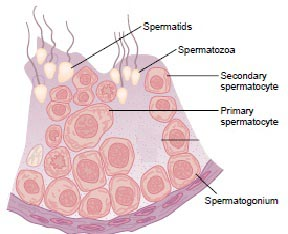 Spermatids
Spermatozoa
Secondary
spermatocyte
Primary
spermatocyte
Spermatogonium